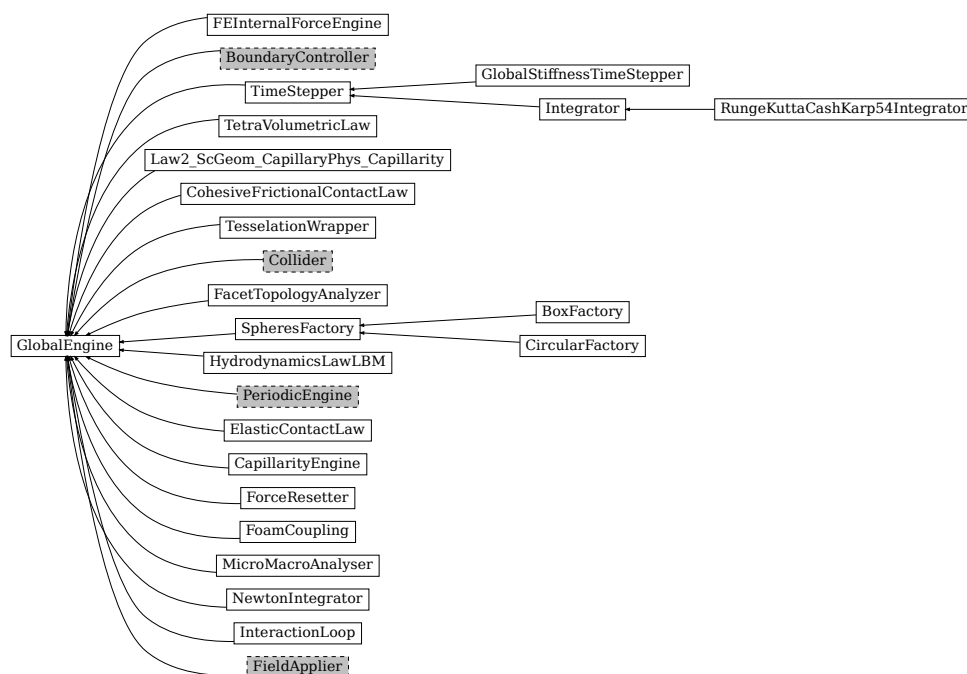 FEInternalForceEngine
BoundaryController
GlobalStiffnessTimeStepper
TimeStepper
Integrator
RungeKuttaCashKarp54Integrator
TetraVolumetricLaw
Law2_ScGeom_CapillaryPhys_Capillarity
CohesiveFrictionalContactLaw
TesselationWrapper
Collider
FacetTopologyAnalyzer
BoxFactory
SpheresFactory
GlobalEngine
CircularFactory
HydrodynamicsLawLBM
PeriodicEngine
ElasticContactLaw
CapillarityEngine
ForceResetter
FoamCoupling
MicroMacroAnalyser
NewtonIntegrator
InteractionLoop
FieldApplier